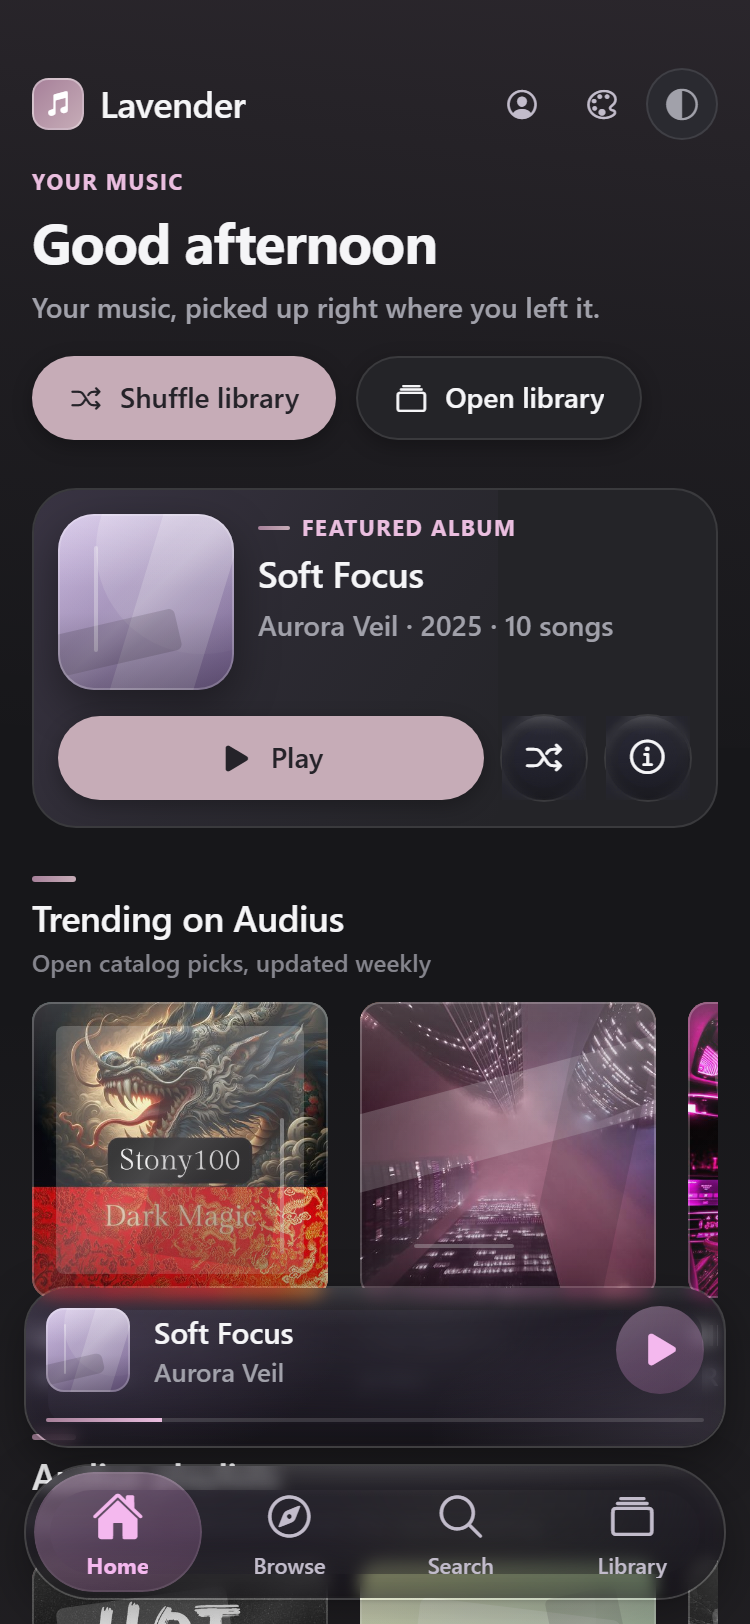 Lavender
YOUR MUSIC
Good afternoon
Your music, picked up right where you left it.
Shuffle library
Open library
FEATURED ALBUM
Soft Focus
Aurora Veil · 2025 · 10 songs
Play
Trending on Audius
Open catalog picks, updated weekly
Stony100
Dark Magic
Soft Focus
Aurora Veil
Home
Browse
Search
Library